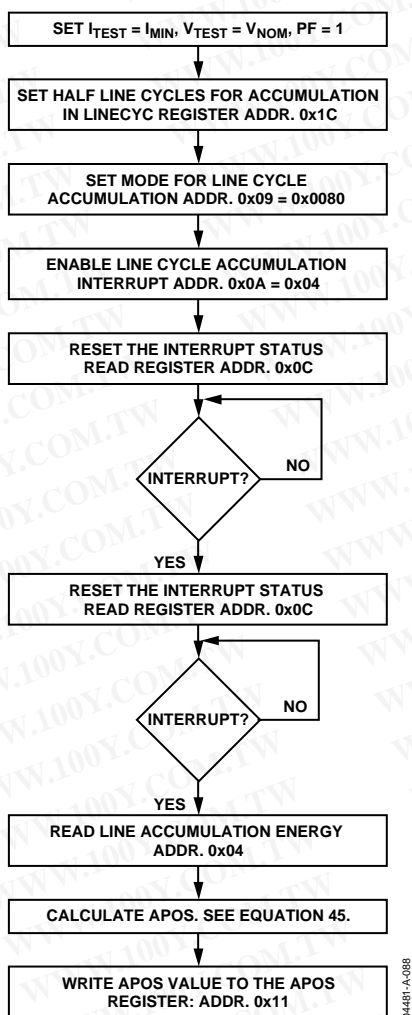 SET I_TEST = I_MIN, V_TEST = V_NOM, PF = 1
SET HALF LINE CYCLES FOR ACCUMULATION
IN LINECYC REGISTER ADDR. 0x1C
SET MODE FOR LINE CYCLE
ACCUMULATION ADDR. 0x09 = 0x0080
ENABLE LINE CYCLE ACCUMULATION
INTERRUPT ADDR. 0x0A = 0x04
RESET THE INTERRUPT STATUS
READ REGISTER ADDR. 0x0C
INTERRUPT?
NO
YES
RESET THE INTERRUPT STATUS
READ REGISTER ADDR. 0x0C
INTERRUPT?
NO
YES
READ LINE ACCUMULATION ENERGY
ADDR. 0x04
CALCULATE APOS. SEE EQUATION 45.
WRITE APOS VALUE TO THE APOS
REGISTER: ADDR. 0x11
04481-A-088
WWW.100Y.COM.TW